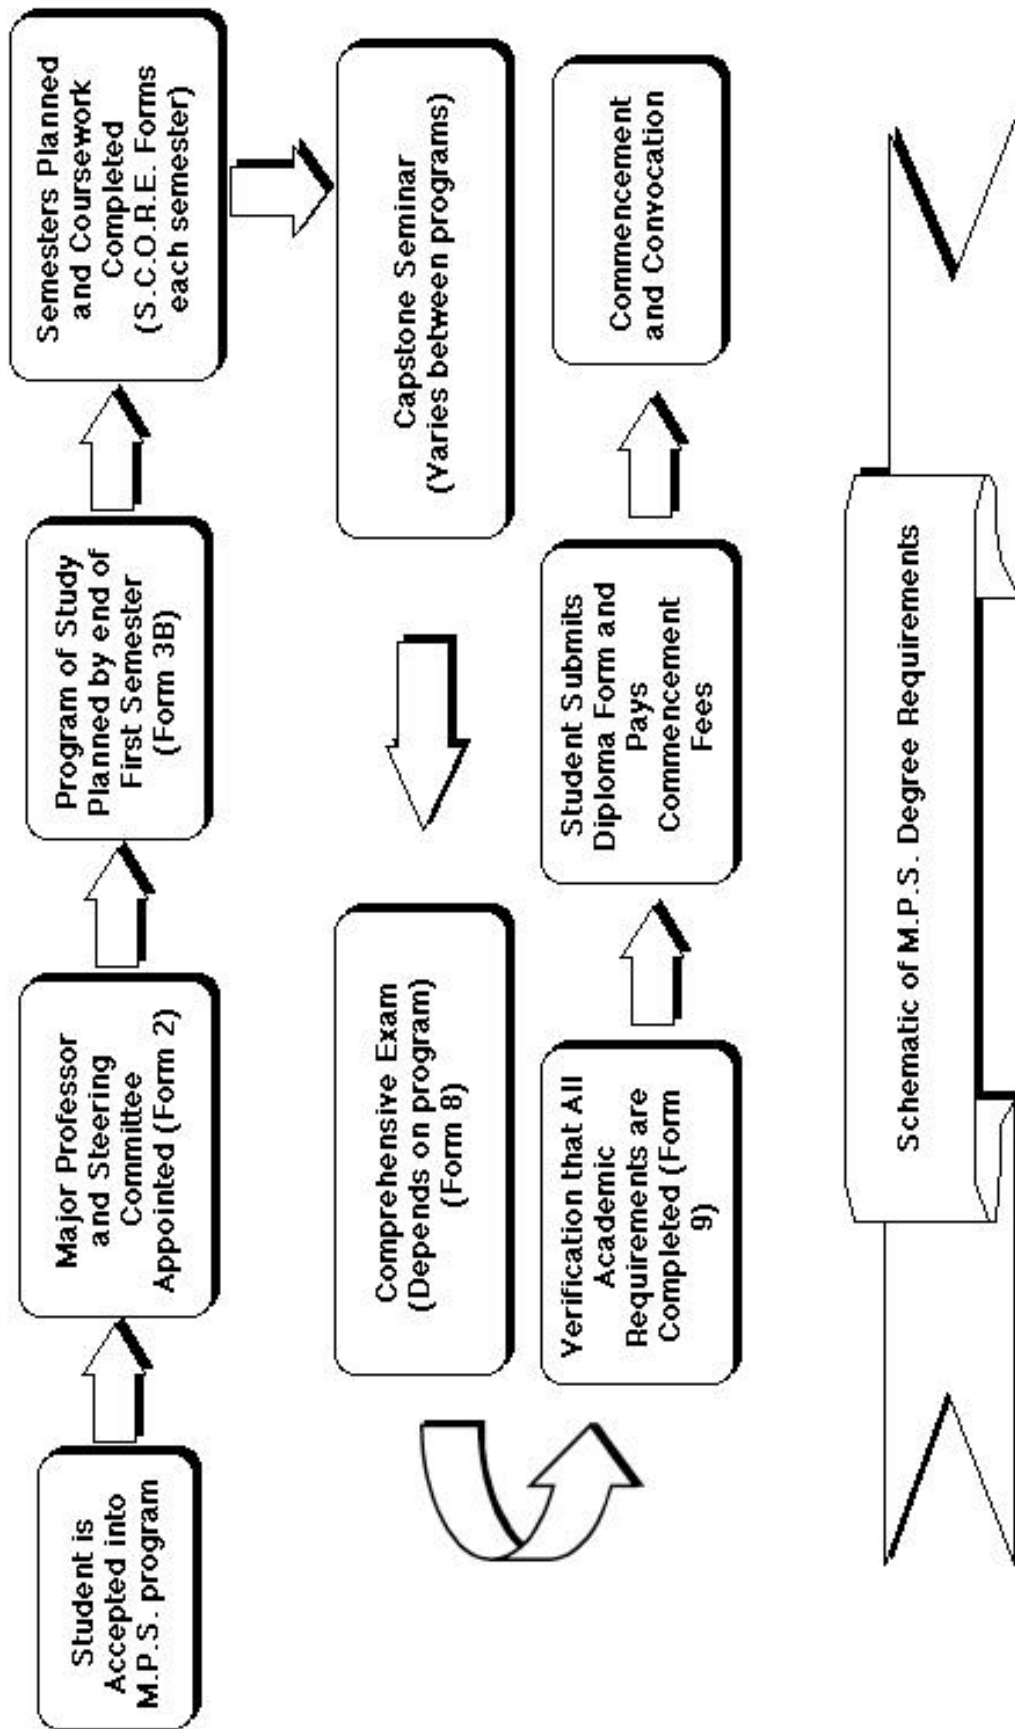 Student is
Accepted into
M.P.S. program
Major Professor
and Steering
Committee
Appointed (Form 2)
Program of Study
Planned by end of
First Semester
(Form 3B)
Semesters Planned
and Coursework
Completed
(S.C.O.R.E. Forms
each semester)
Capstone Seminar
(Varies between programs)
Comprehensive Exam
(Depends on program)
(Form 8)
Verification that All
Academic
Requirements are
Completed (Form
9)
Student Submits
Diploma Form and
Pays
Commencement
Fees
Commencement
and Convocation
Schematic of M.P.S. Degree Requirements